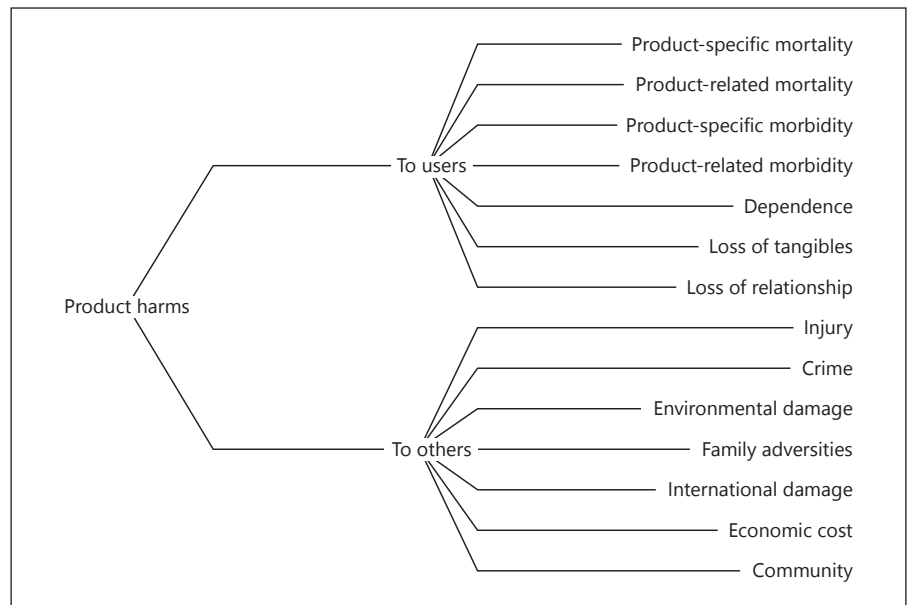 Product harms
To users
Product-specific mortality
Product-related mortality
Product-specific morbidity
Product-related morbidity
Dependence
Loss of tangibles
Loss of relationship
To others
Injury
Crime
Environmental damage
Family adversities
International damage
Economic cost
Community